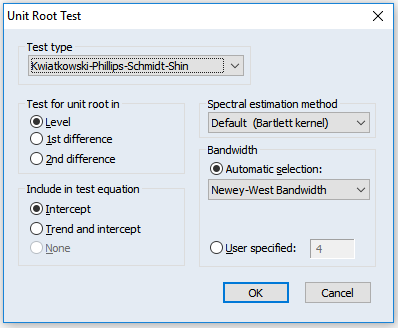 Unit Root Test
Test type
Kwiatkowski-Phillips-Schmidt-Shin
Test for unit root in
Level
1st difference
2nd difference
Include in test equation
Intercept
Trend and intercept
None
Spectral estimation method
Default (Bartlett kernel)
Bandwidth
Automatic selection:
Newey-West Bandwidth
User specified: 4
OK Cancel